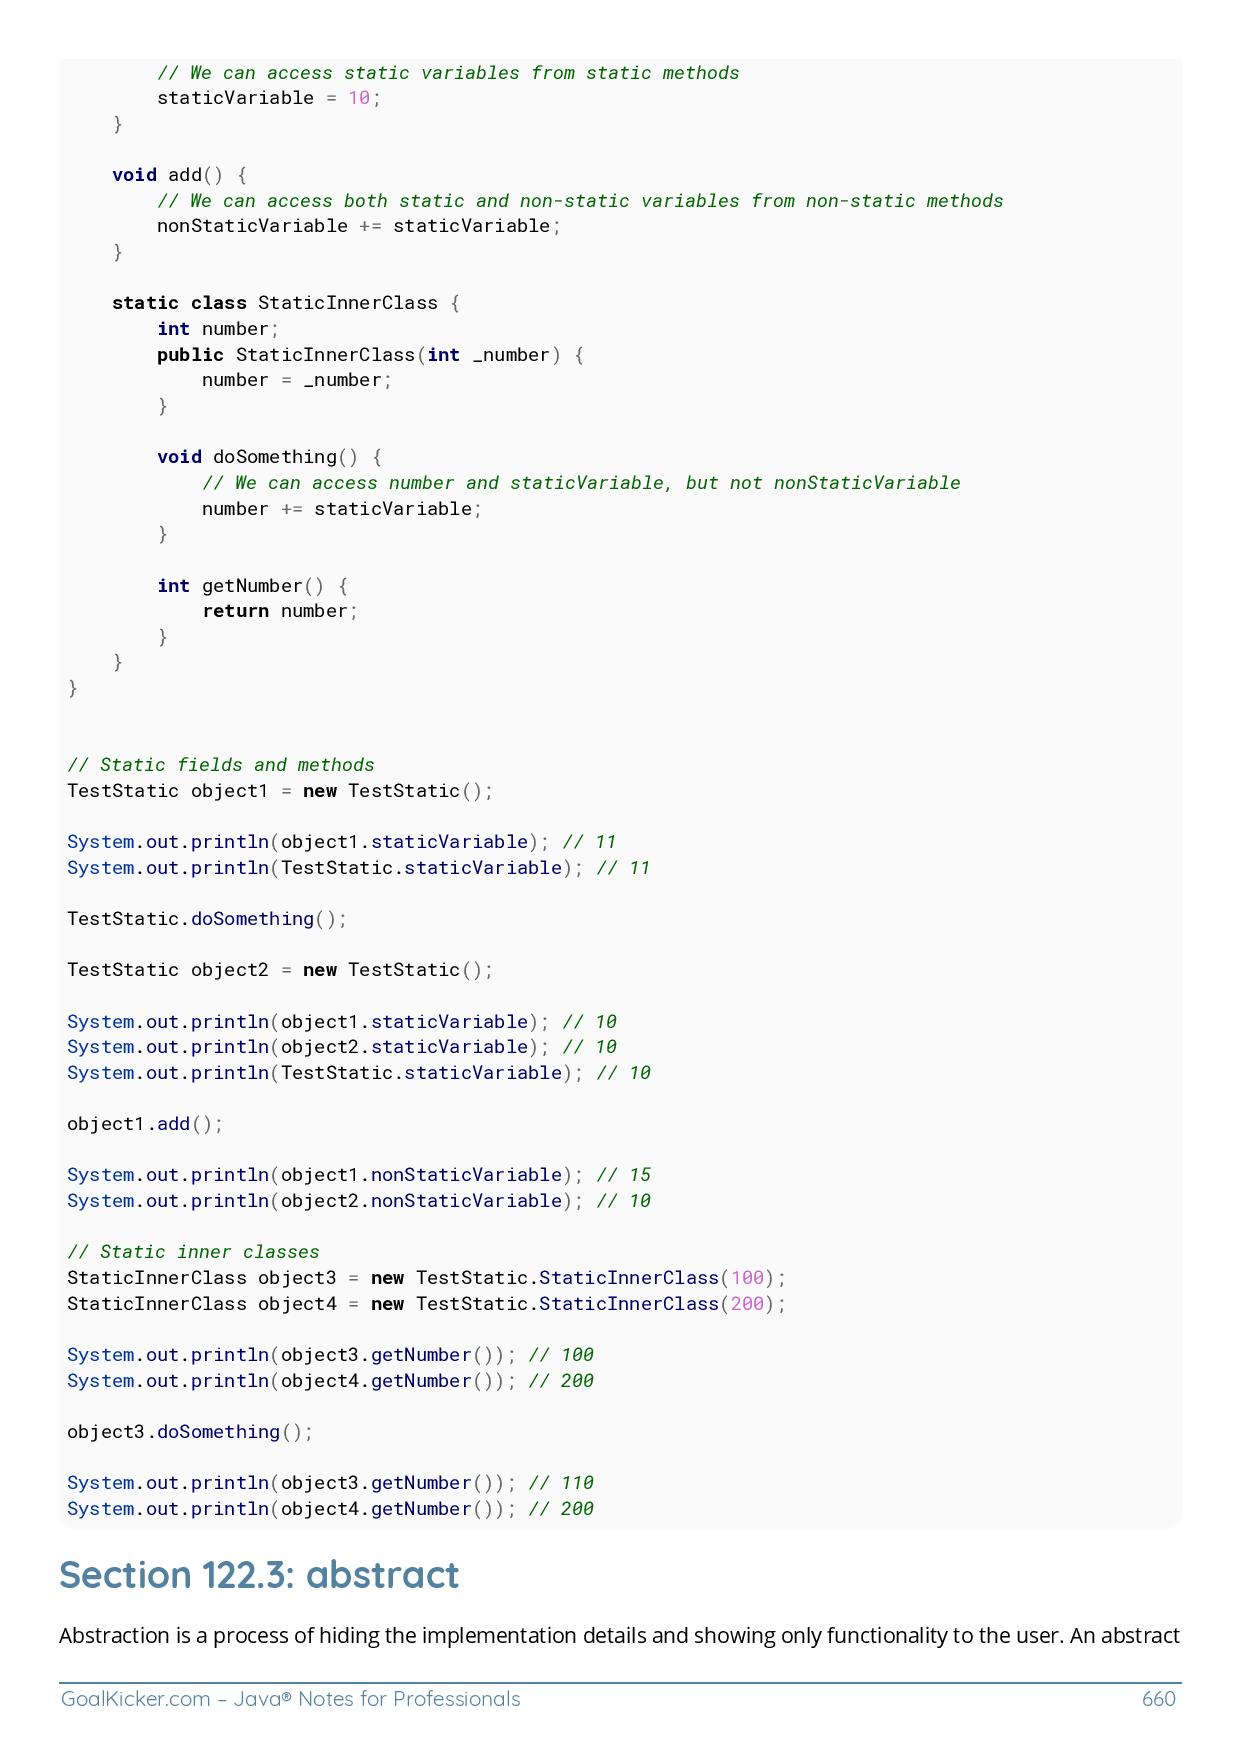 // We can access static variables from static methods
        staticVariable = 10;
    }

    void add() {
        // We can access both static and non-static variables from non-static methods
        nonStaticVariable += staticVariable;
    }

    static class StaticInnerClass {
        int number;
        public StaticInnerClass(int _number) {
            number = _number;
        }

        void doSomething() {
            // We can access number and staticVariable, but not nonStaticVariable
            number += staticVariable;
        }

        int getNumber() {
            return number;
        }
    }
}


// Static fields and methods
TestStatic object1 = new TestStatic();

System.out.println(object1.staticVariable); // 11
System.out.println(TestStatic.staticVariable); // 11

TestStatic.doSomething();

TestStatic object2 = new TestStatic();

System.out.println(object1.staticVariable); // 10
System.out.println(object2.staticVariable); // 10
System.out.println(TestStatic.staticVariable); // 10

object1.add();

System.out.println(object1.nonStaticVariable); // 15
System.out.println(object2.nonStaticVariable); // 10

// Static inner classes
StaticInnerClass object3 = new TestStatic.StaticInnerClass(100);
StaticInnerClass object4 = new TestStatic.StaticInnerClass(200);

System.out.println(object3.getNumber()); // 100
System.out.println(object4.getNumber()); // 200

object3.doSomething();

System.out.println(object3.getNumber()); // 110
System.out.println(object4.getNumber()); // 200
Section 122.3: abstract
Abstraction is a process of hiding the implementation details and showing only functionality to the user. An abstract
GoalKicker.com – Java® Notes for Professionals 660